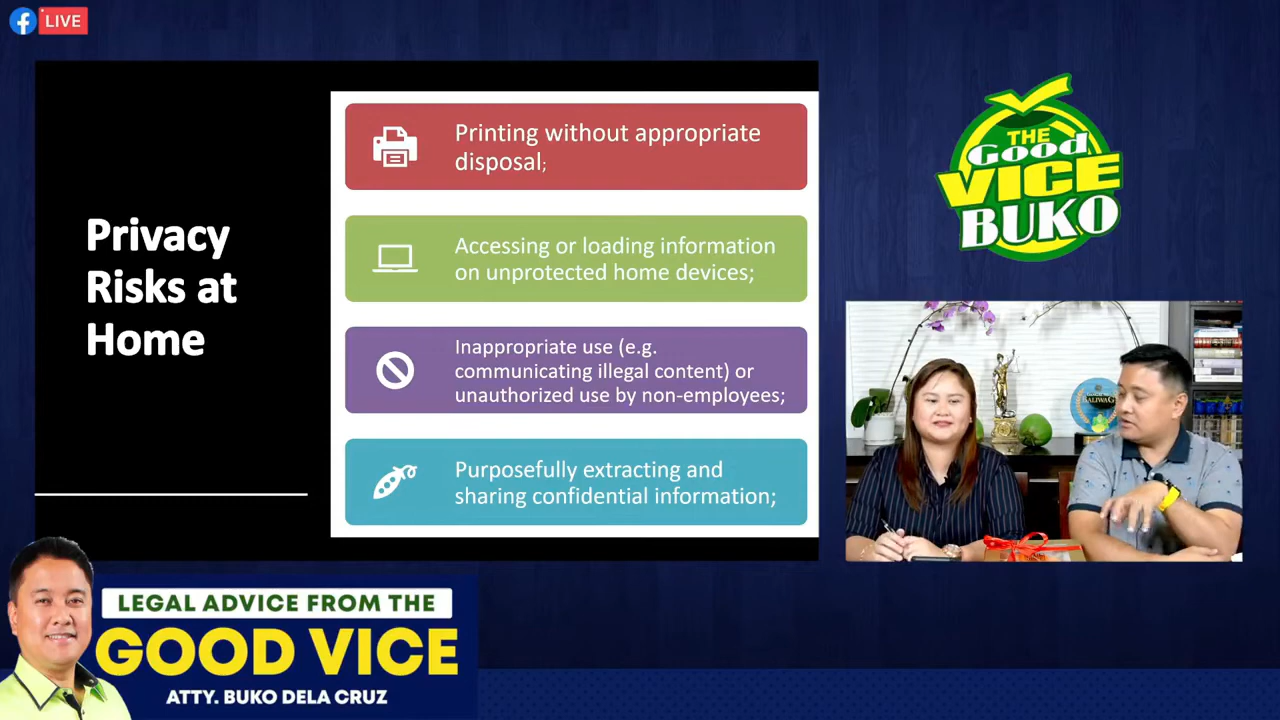 LIVE
Privacy
Risks at
Home
Printing without appropriate
disposal;
Accessing or loading information
on unprotected home devices;
Inappropriate use (e.g.
communicating illegal content) or
unauthorized use by non-employees;
Purposefully extracting and
sharing confidential information;
THE
Good
VICE
BUKO
BALIWAG
LEGAL ADVICE FROM THE
GOOD VICE
ATTY. BUKO DELA CRUZ